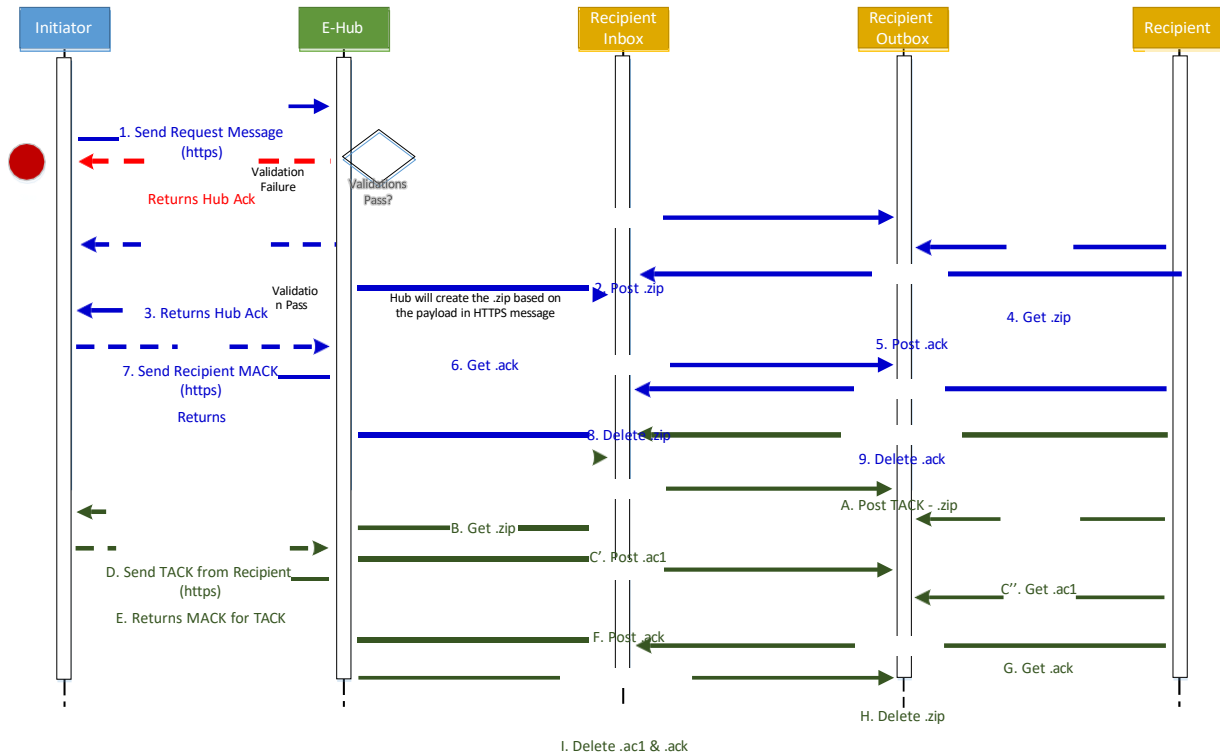 Initiator
E-Hub
Recipient
Inbox
Recipient
Outbox
Recipient
1. Send Request Message
(https)
Validation
Failure
Validations
Pass?
Returns Hub Ack
Validatio
n Pass
2. Post .zip
Hub will create the .zip based on
the payload in HTTPS message
3. Returns Hub Ack
4. Get .zip
5. Post .ack
6. Get .ack
7. Send Recipient MACK
(https)
Returns
8. Delete .zip
9. Delete .ack
A. Post TACK - .zip
B. Get .zip
C'. Post .ac1
D. Send TACK from Recipient
(https)
C''. Get .ac1
E. Returns MACK for TACK
F. Post .ack
G. Get .ack
H. Delete .zip
I. Delete .ac1 & .ack